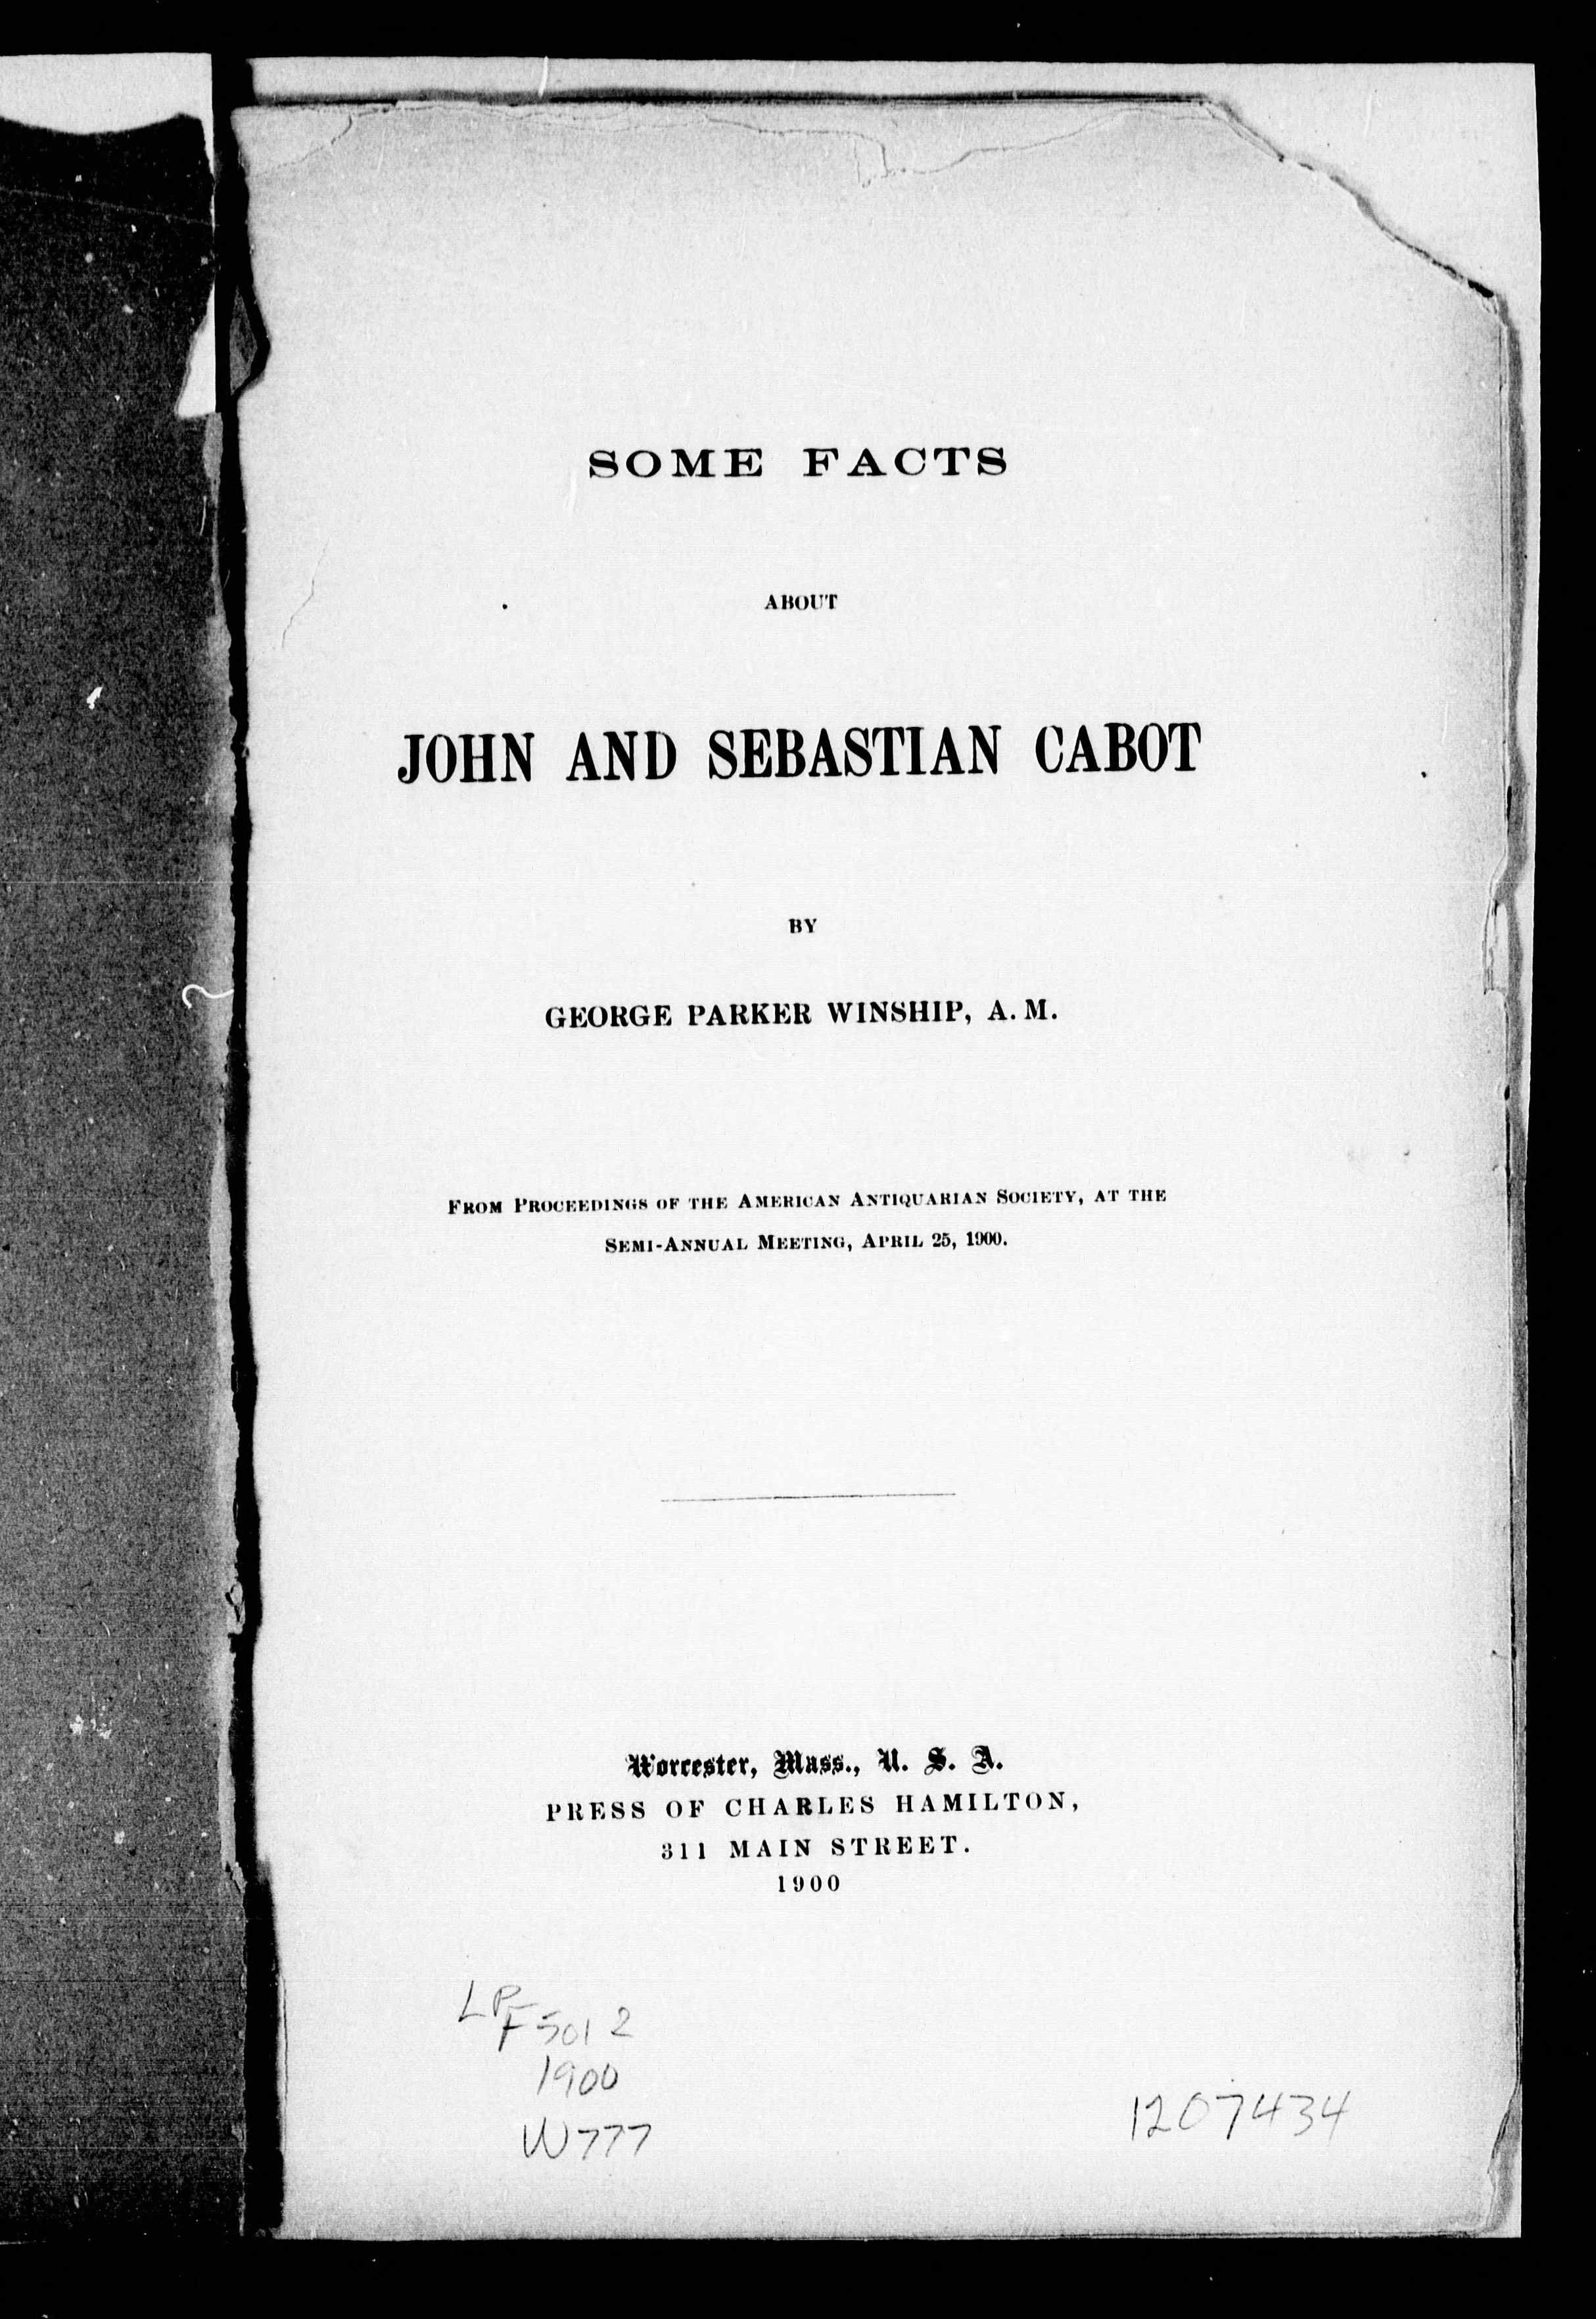 SOME FACTS
ABOUT
JOHN AND SEBASTIAN CABOT
BY
GEORGE PARKER WINSHIP, A. M.
FROM PROCEEDINGS OF THE AMERICAN ANTIQUARIAN SOCIETY, AT THE
SEMI-ANNUAL MEETING, APRIL 25, 1900.
Worcester, Mass., U. S. A.
PRESS OF CHARLES HAMILTON,
311 MAIN STREET.
1900
LP
F5012
1900
W777
1207434